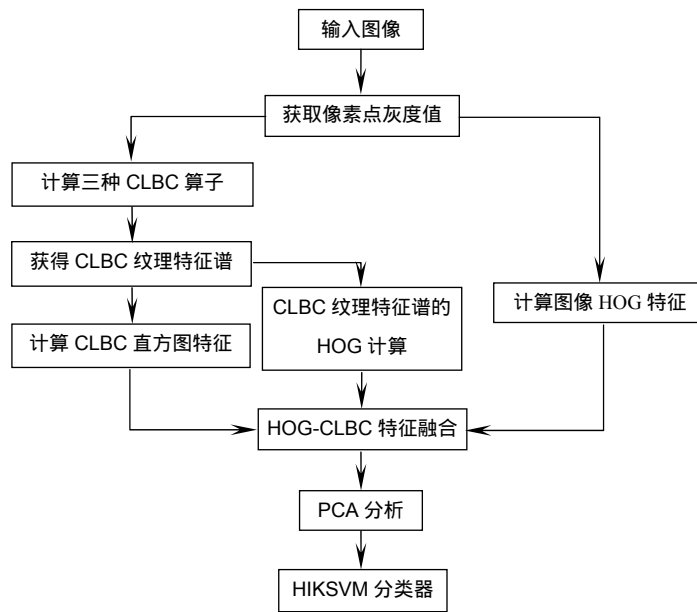 输入图像
获取像素点灰度值
计算三种 CLBC 算子
获得 CLBC 纹理特征谱
计算 CLBC 直方图特征
CLBC 纹理特征谱的
HOG 计算
计算图像 HOG 特征
HOG-CLBC 特征融合
PCA 分析
HIKSVM 分类器